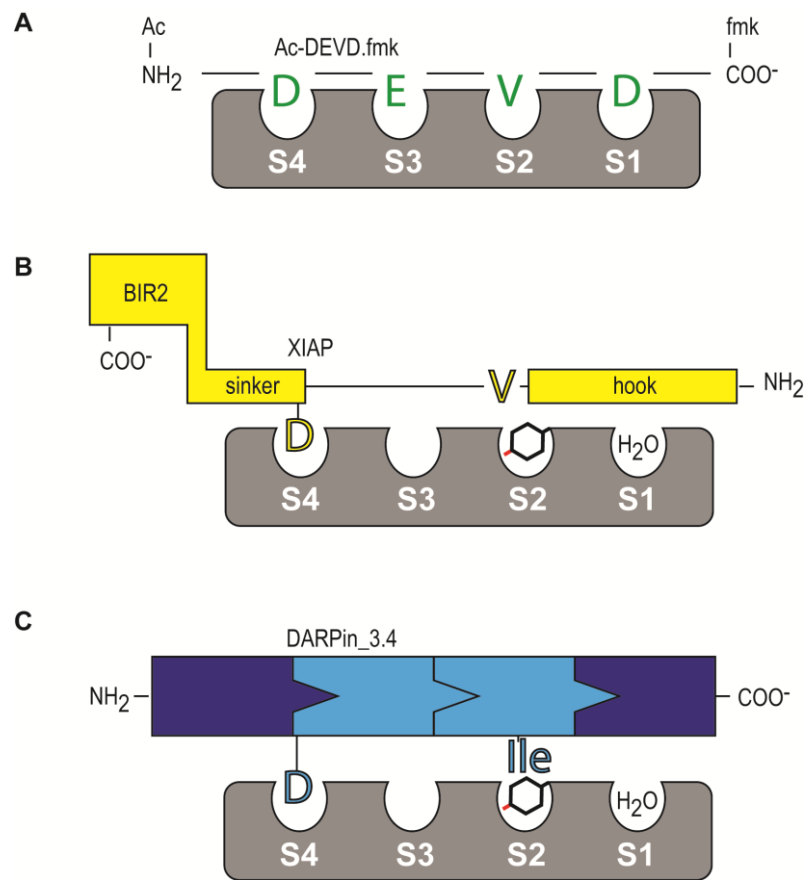 A
Ac
Ac-DEVD.fmk
fmk
NH2
COO-
D E V D
S4 S3 S2 S1
B
BIR2
COO-
XIAP
sinker
V
hook
NH2
D
H2O
S4 S3 S2 S1
C
DARPin_3.4
NH2
COO-
D
Ile
H2O
S4 S3 S2 S1